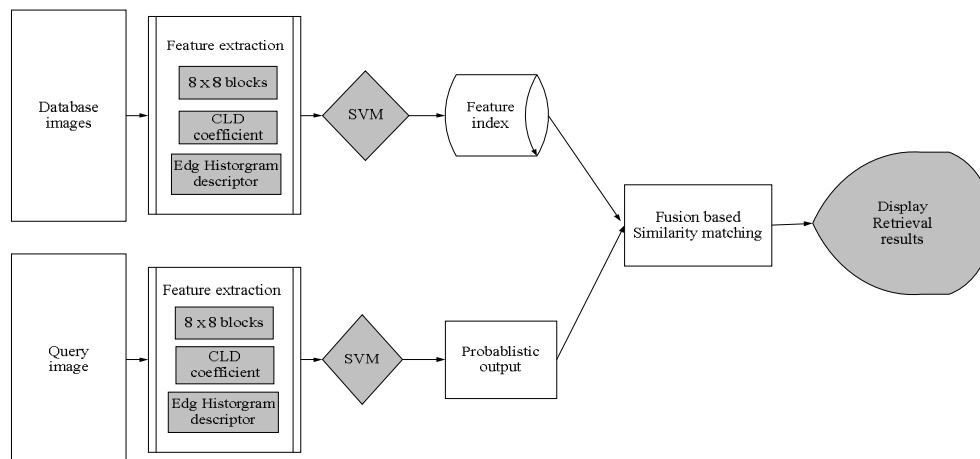 Database
images
Feature extraction
8 x 8 blocks
CLD
coefficient
Edg Historgram
descriptor
SVM
Feature
index
Fusion based
Similarity matching
Display
Retrieval
results
Query
image
Feature extraction
8 x 8 blocks
CLD
coefficient
Edg Historgram
descriptor
SVM
Probablistic
output